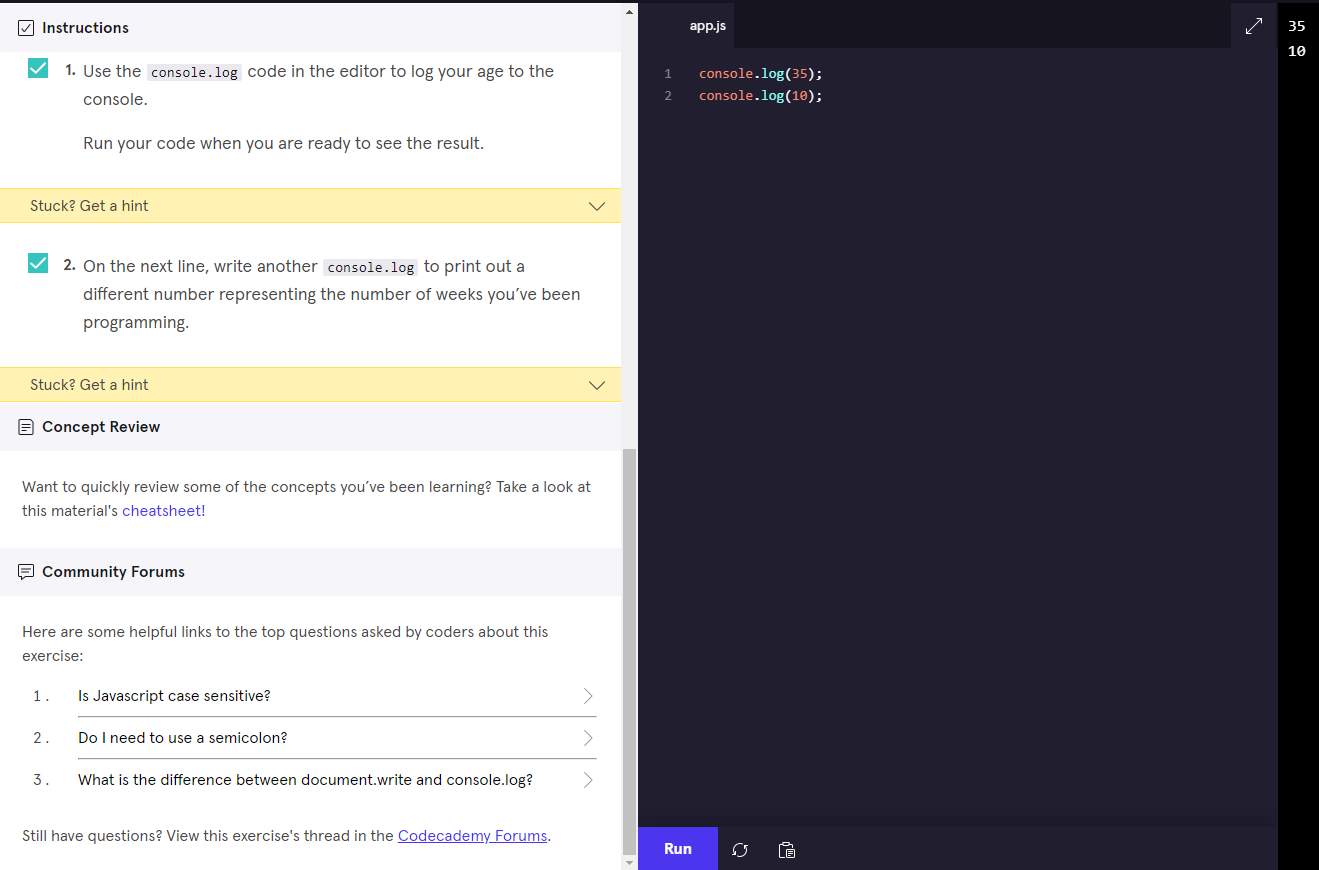 Instructions
1. Use the console.log code in the editor to log your age to the
console.
Run your code when you are ready to see the result.
Stuck? Get a hint
2. On the next line, write another console.log to print out a
different number representing the number of weeks you’ve been
programming.
Stuck? Get a hint
Concept Review
Want to quickly review some of the concepts you’ve been learning? Take a look at
this material's cheatsheet!
Community Forums
Here are some helpful links to the top questions asked by coders about this
exercise:
1. Is Javascript case sensitive?
2. Do I need to use a semicolon?
3. What is the difference between document.write and console.log?
Still have questions? View this exercise's thread in the Codecademy Forums.
app.js
1 console.log(35);
2 console.log(10);
Run
35
10